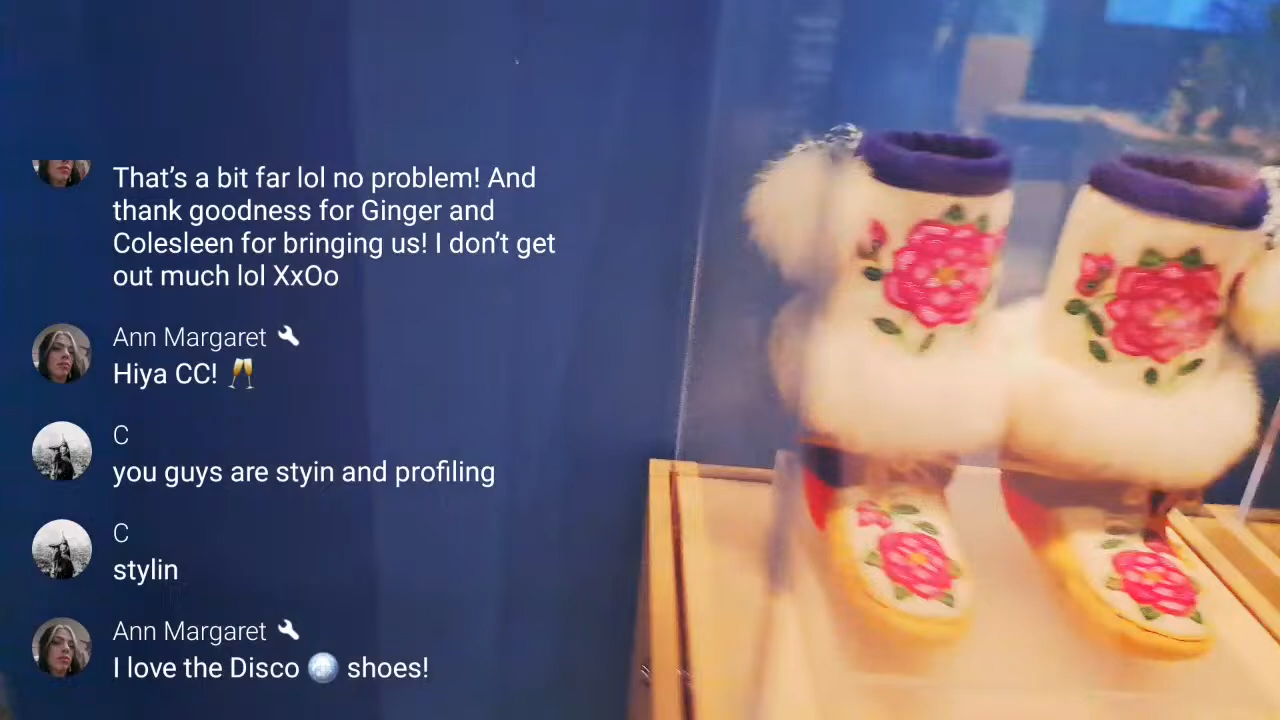 That's a bit far lol no problem! And
thank goodness for Ginger and
Colesleen for bringing us! I don't get
out much lol XxOo
Ann Margaret
Hiya CC! 🥂
C
you guys are styin and profiling
C
stylin
Ann Margaret
I love the Disco 🪩 shoes!